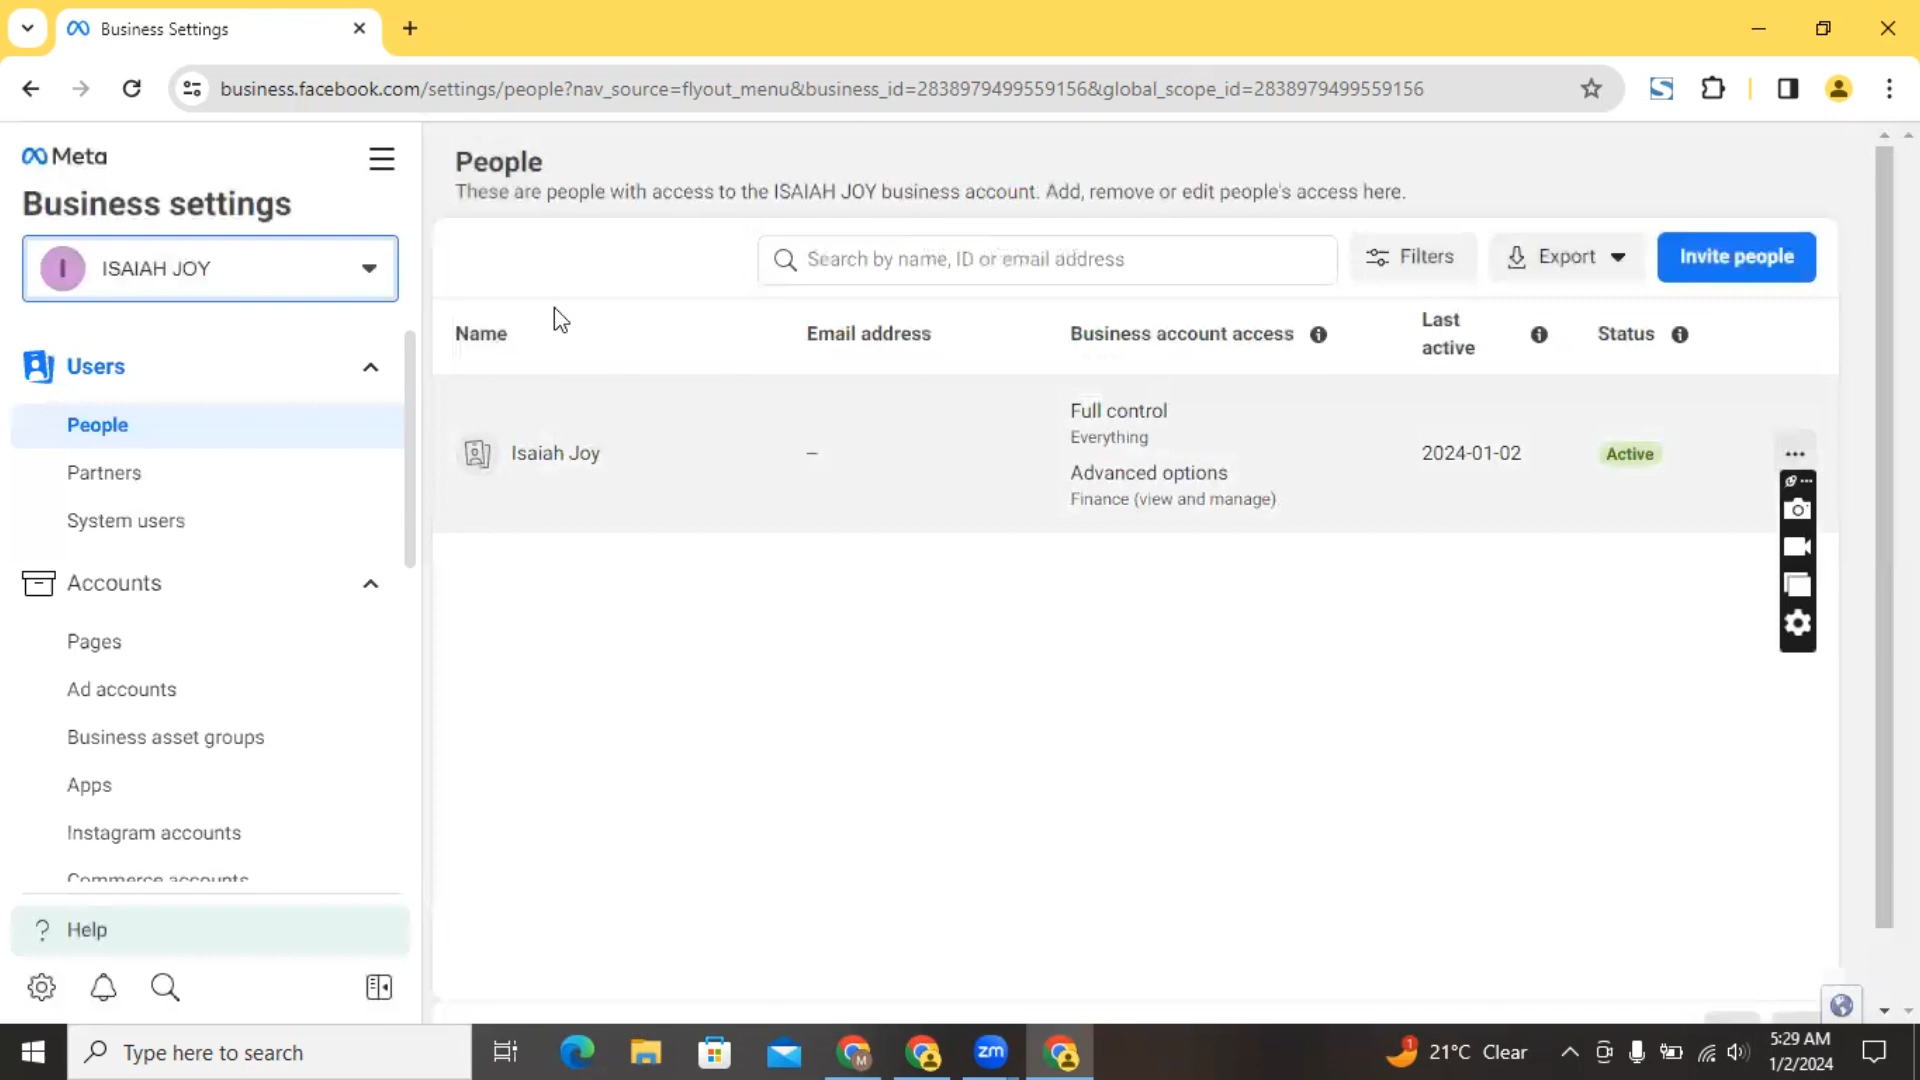 Business Settings
business.facebook.com/settings/people?nav_source=flyout_menu&business_id=2838979499559156&global_scope_id=2838979499559156
Meta
Business settings
I ISAIAH JOY
Users
People
Partners
System users
Accounts
Pages
Ad accounts
Business asset groups
Apps
Instagram accounts
Commerce accounts
? Help
People
These are people with access to the ISAIAH JOY business account. Add, remove or edit people's access here.
Search by name, ID or email address
Filters
Export
Invite people
Name
Email address
Business account access
Last
active
Status
Isaiah Joy
–
Full control
Everything
Advanced options
Finance (view and manage)
2024-01-02
Active
Type here to search
M
zm
1
21°C Clear
5:29 AM
1/2/2024